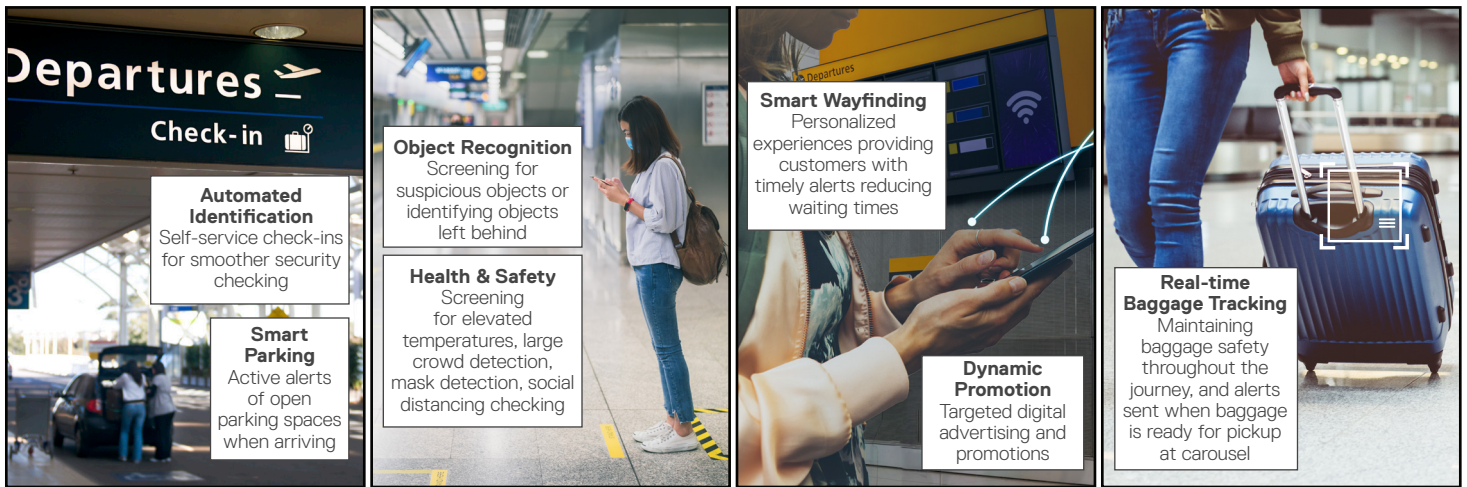 Departures
Check-in
Automated
Identification
Self-service check-ins
for smoother security
checking
Smart
Parking
Active alerts
of open
parking spaces
when arriving
Object Recognition
Screening for
suspicious objects or
identifying objects
left behind
Health & Safety
Screening
for elevated
temperatures, large
crowd detection,
mask detection, social
distancing checking
Departures
Smart Wayfinding
Personalized
experiences providing
customers with
timely alerts reducing
waiting times
Dynamic
Promotion
Targeted digital
advertising and
promotions
Real-time
Baggage Tracking
Maintaining
baggage safety
throughout the
journey, and alerts
sent when baggage
is ready for pickup
at carousel